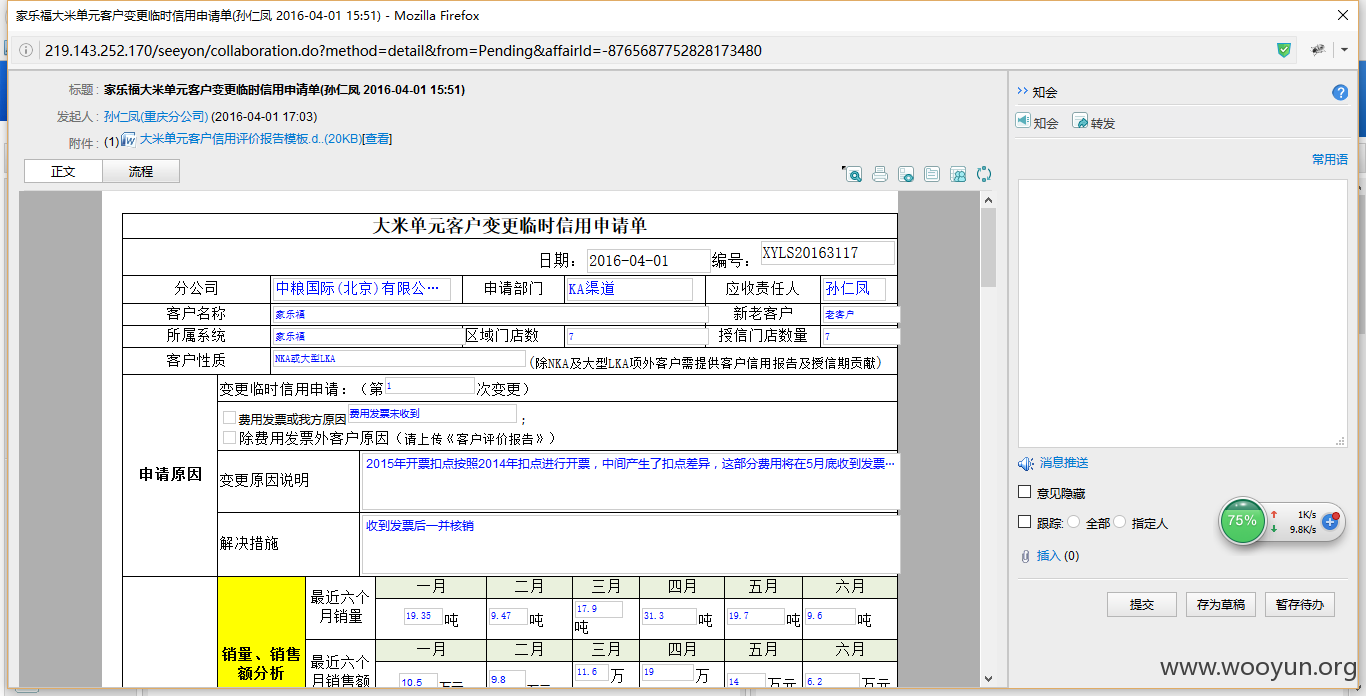 家乐福大米单元客户变更临时信用申请单(孙仁凤 2016-04-01 15:51) - Mozilla Firefox
219.143.252.170/seeyon/collaboration.do?method=detail&from=Pending&affairId=-8765687752828173480
标题： 家乐福大米单元客户变更临时信用申请单(孙仁凤 2016-04-01 15:51)
发起人： 孙仁凤(重庆分公司) (2016-04-01 17:03)
附件： (1) 大米单元客户信用评价报告模板.d..(20KB)[查看]
正文 流程
大米单元客户变更临时信用申请单
日期： 2016-04-01 编号： XYLS20163117
分公司 中粮国际(北京)有限公… 申请部门 KA渠道 应收责任人 孙仁凤
客户名称 家乐福 新老客户 老客户
所属系统 家乐福 区域门店数 7 授信门店数量 7
客户性质 NKA或大型LKA (除NKA及大型LKA项外客户需提供客户信用报告及授信期贡献)
申请原因
变更临时信用申请：（第 1 次变更）
费用发票或我方原因 费用发票未收到 ；
除费用发票外客户原因（请上传《客户评价报告》）
变更原因说明 2015年开票扣点按照2014年扣点进行开票，中间产生了扣点差异，这部分费用将在5月底收到发票…
解决措施 收到发票后一并核销
销量、销售
额分析
最近六个
月销量
一月 二月 三月 四月 五月 六月
19.35 吨 9.47 吨 17.9 吨 31.3 吨 19.7 吨 9.6 吨
最近六个
月销售额
一月 二月 三月 四月 五月 六月
10.5 万元 9.8 万元 11.6 万 19 万 14 万元 6.2 万元
知会
知会 转发
常用语
消息推送
意见隐藏
跟踪: 全部 指定人
插入 (0)
75% 1K/s
9.8K/s
提交 存为草稿 暂存待办
www.wooyun.org